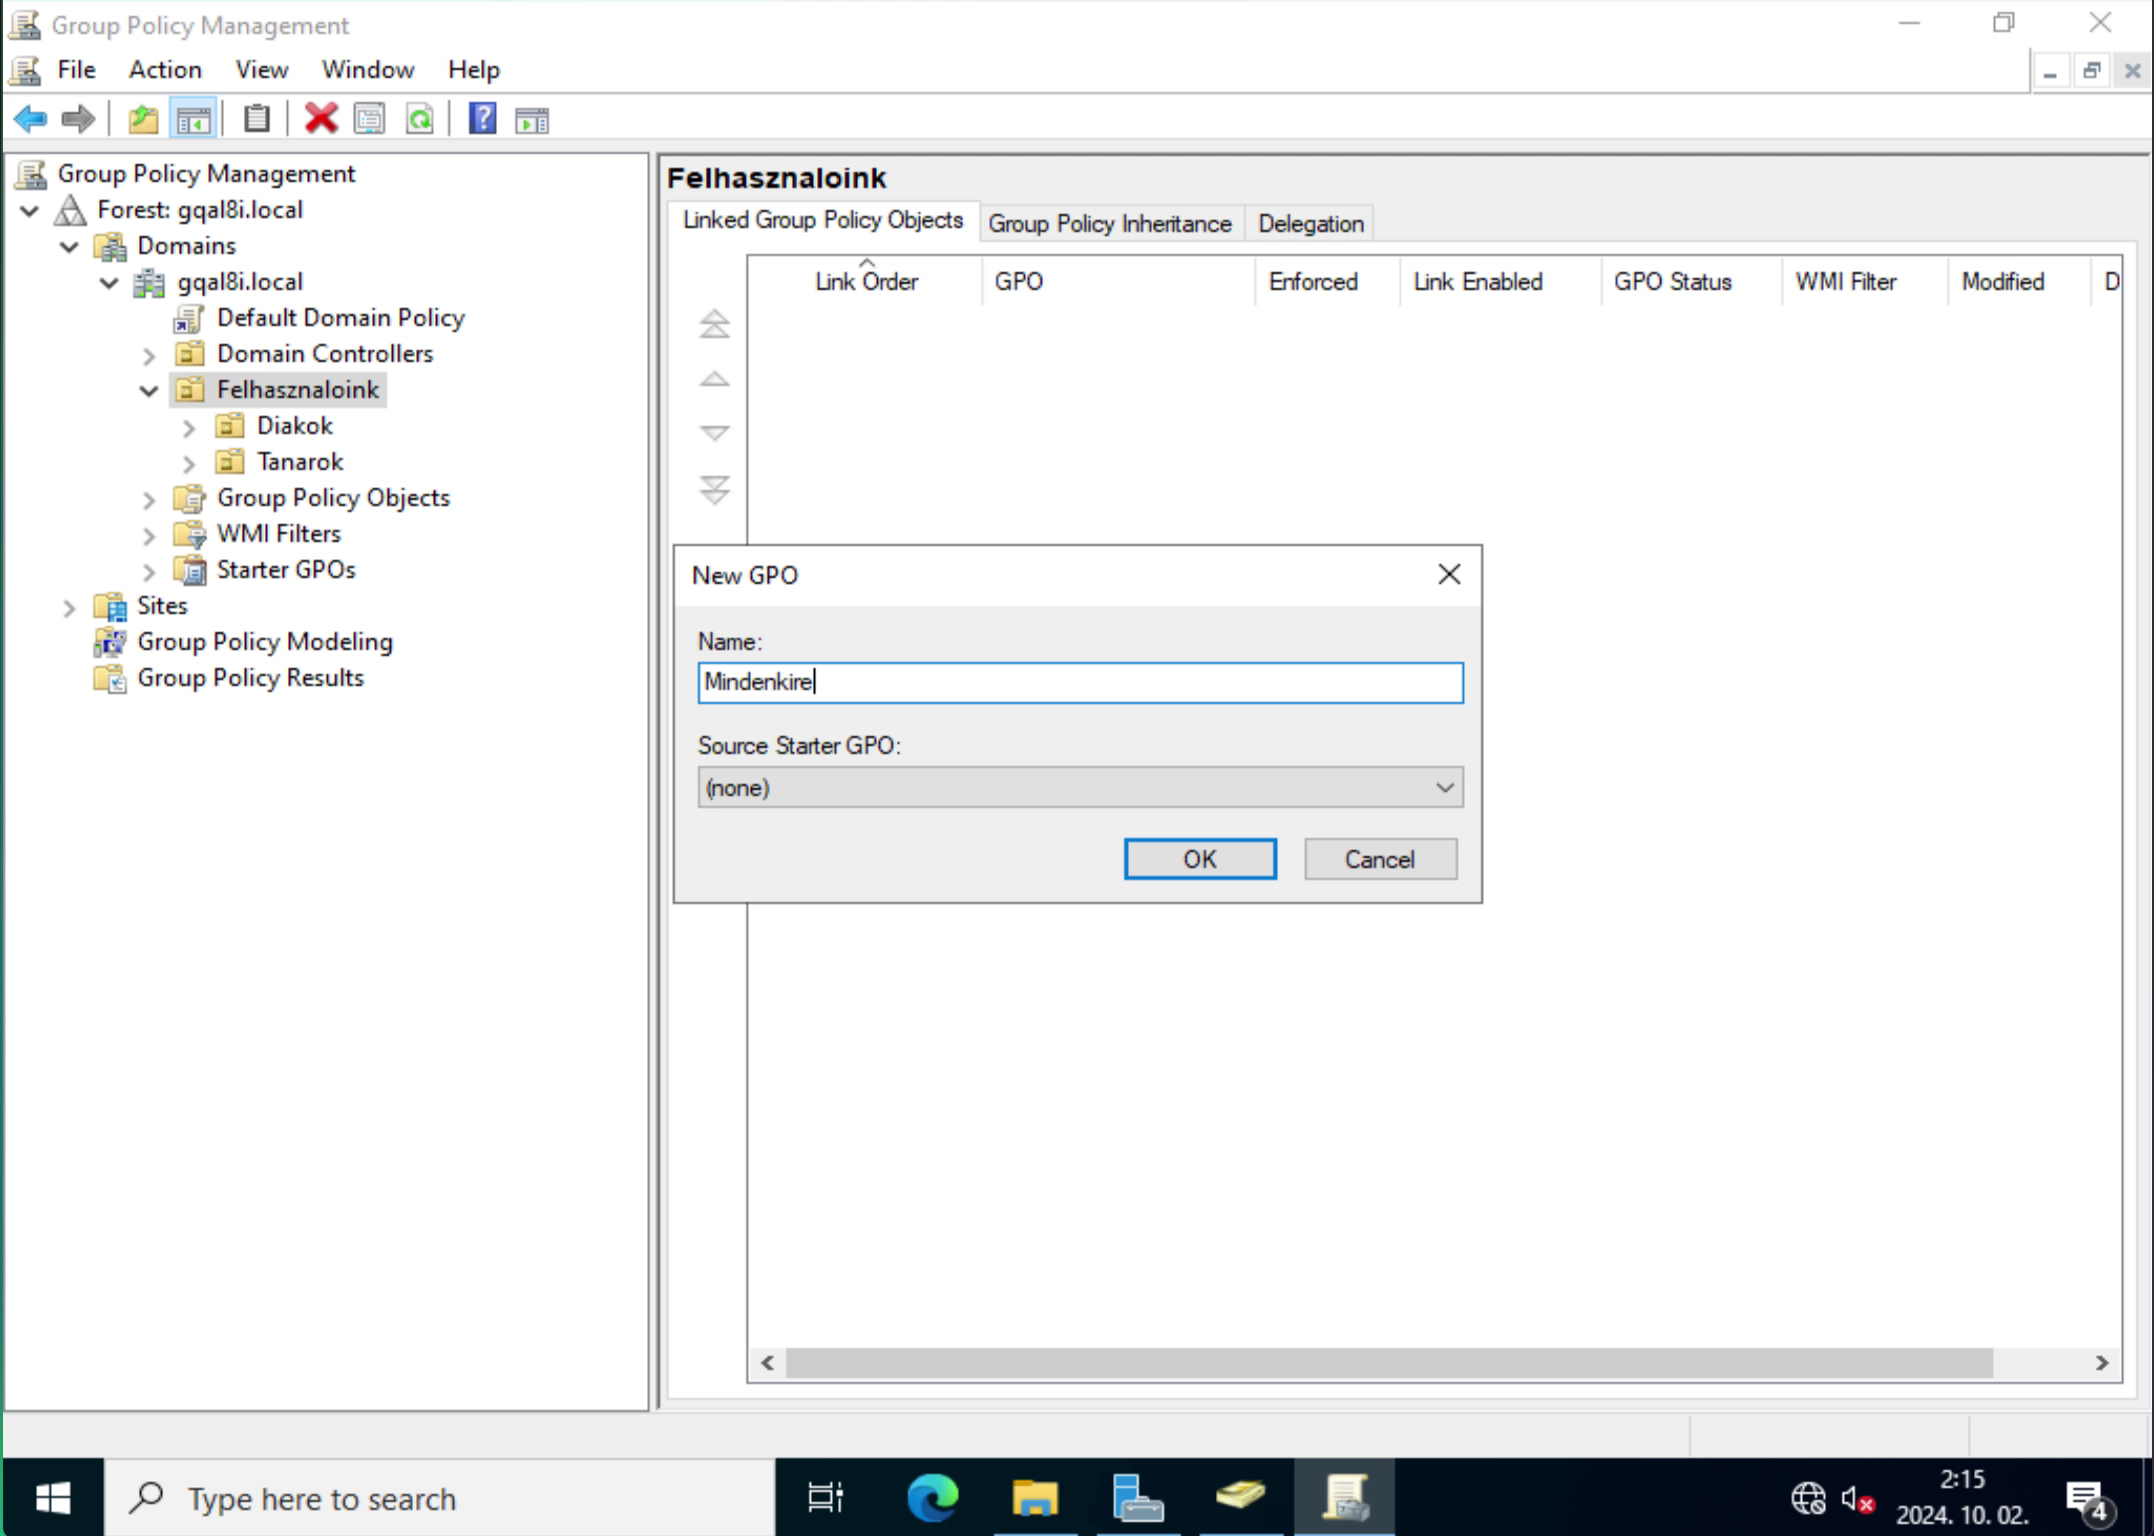 Group Policy Management
File Action View Window Help
Group Policy Management
Forest: gqal8i.local
Domains
gqal8i.local
Default Domain Policy
Domain Controllers
Felhasznaloink
Diakok
Tanarok
Group Policy Objects
WMI Filters
Starter GPOs
Sites
Group Policy Modeling
Group Policy Results
Felhasznaloink
Linked Group Policy Objects Group Policy Inheritance Delegation
Link Order GPO Enforced Link Enabled GPO Status WMI Filter Modified D
New GPO
Name:
Mindenkire
Source Starter GPO:
(none)
OK Cancel
Type here to search
2:15
2024. 10. 02.
4